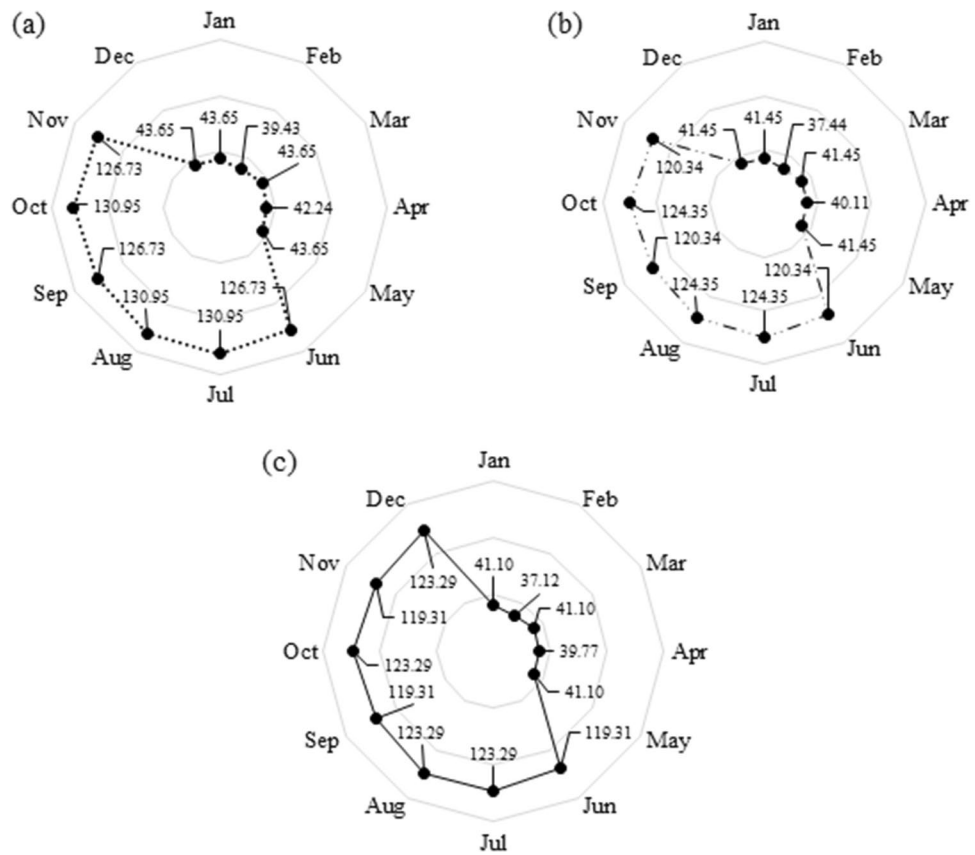 (a)
Jan
Dec
Feb
Nov
43.65
43.65
39.43
43.65
Mar
126.73
Oct
130.95
42.24
Apr
126.73
43.65
Sep
130.95
130.95
126.73
May
Aug
Jun
Jul
(b)
Jan
Dec
Feb
Nov
41.45
41.45
37.44
41.45
Mar
120.34
Oct
124.35
40.11
Apr
120.34
41.45
Sep
124.35
124.35
120.34
May
Aug
Jun
Jul
(c)
Jan
Dec
Feb
Nov
123.29
41.10
37.12
41.10
Mar
119.31
Oct
123.29
39.77
Apr
119.31
41.10
Sep
123.29
123.29
119.31
May
Aug
Jun
Jul